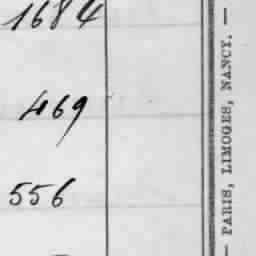 1684
469
556
— PARIS, LIMOGES, NANCY. —